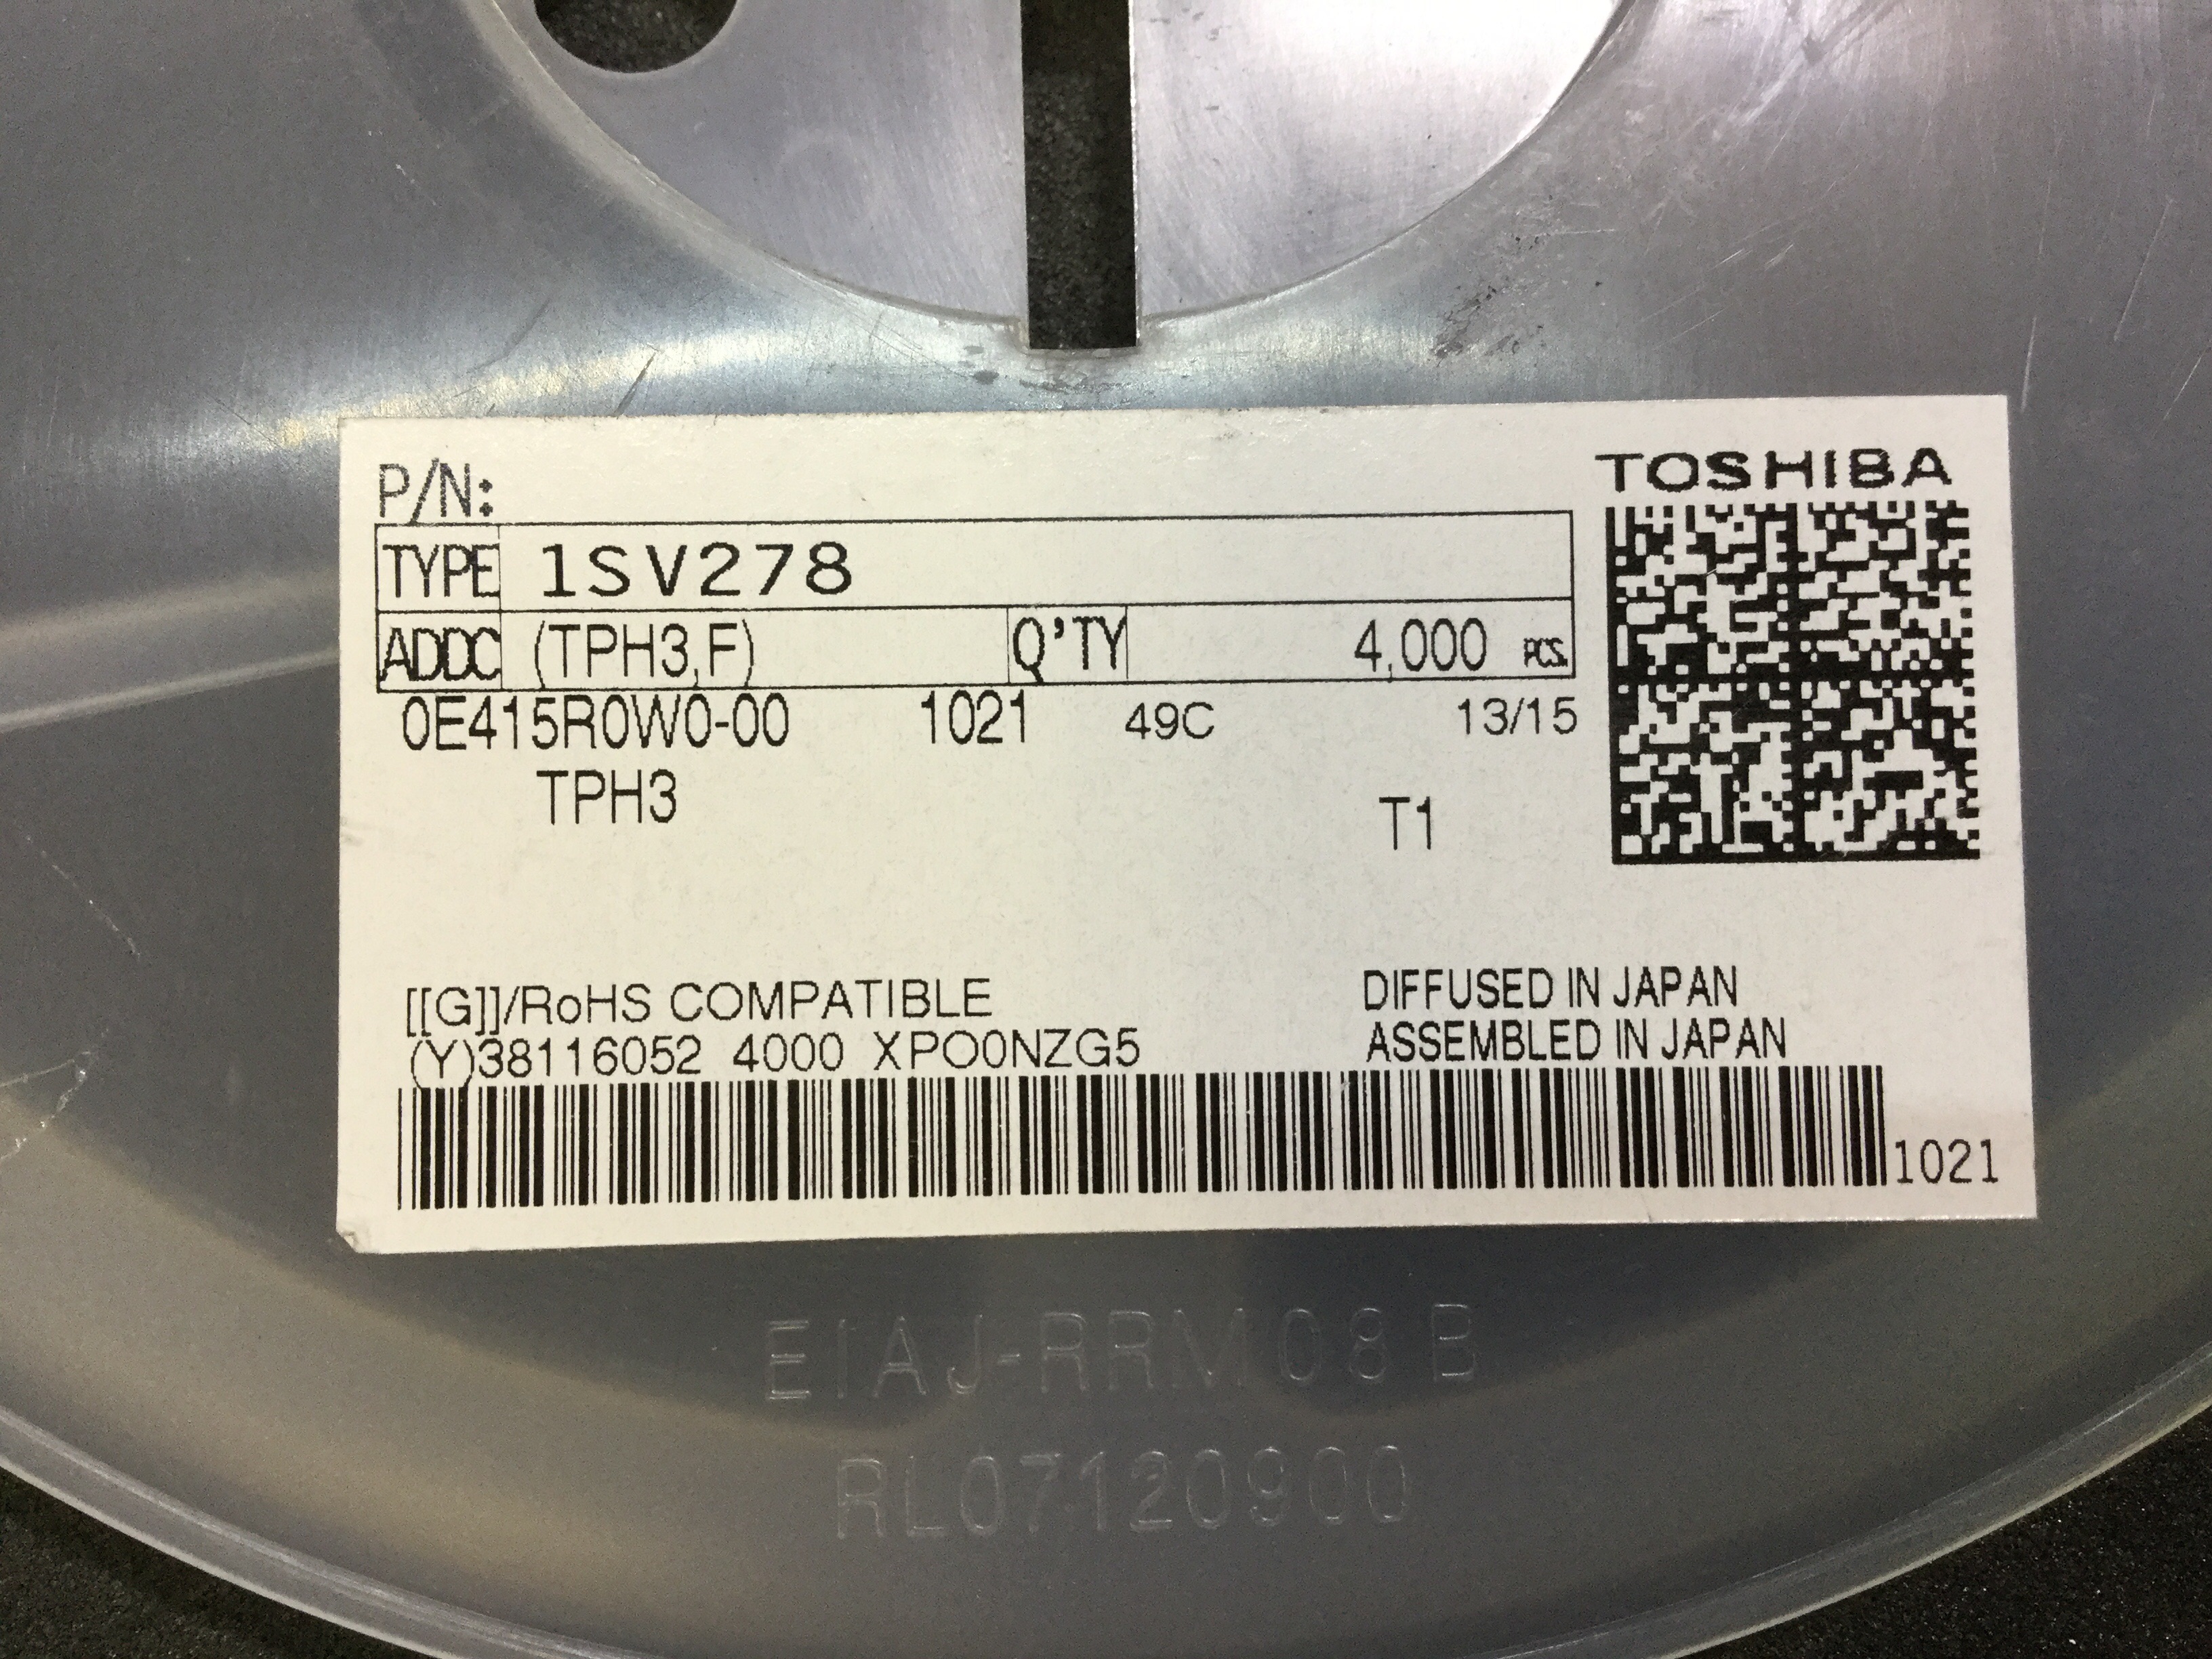 P/N:
TOSHIBA
TYPE 1SV278
ADDC (TPH3,F) Q'TY 4,000 PCS.
0E415R0W0-00 1021 49C 13/15
TPH3
T1
[[G]]/RoHS COMPATIBLE
DIFFUSED IN JAPAN
(Y)38116052 4000 XPO0NZG5
ASSEMBLED IN JAPAN
1021
EIAJ-RRM08B
RL07120900